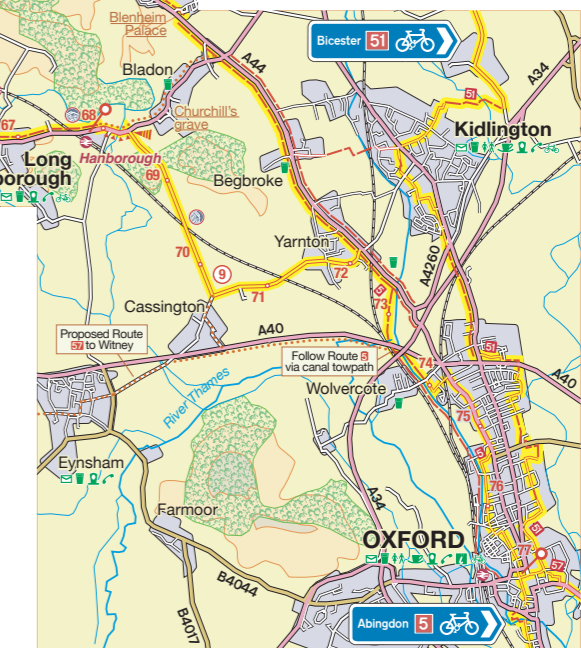 Blenheim
Palace
Bicester 51
A44
A34
Bladon
51
68
Churchill's
grave
67
Kidlington
Long
borough
Hanborough
69
Begbroke
Yarnton
A4260
70
72
9
71
5
73
Cassington
A40
Proposed Route
57 to Witney
Follow Route 5
via canal towpath
74
51
A40
River Thames
Wolvercote
75
Eynsham
5
76
A34
Farmoor
OXFORD
51
77
57
B4044
B4017
Abingdon 5